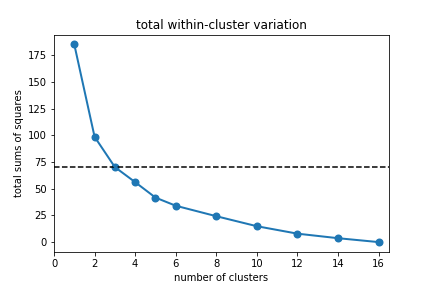 total within-cluster variation
total sums of squares
175
150
125
100
75
50
25
0
0 2 4 6 8 10 12 14 16
number of clusters